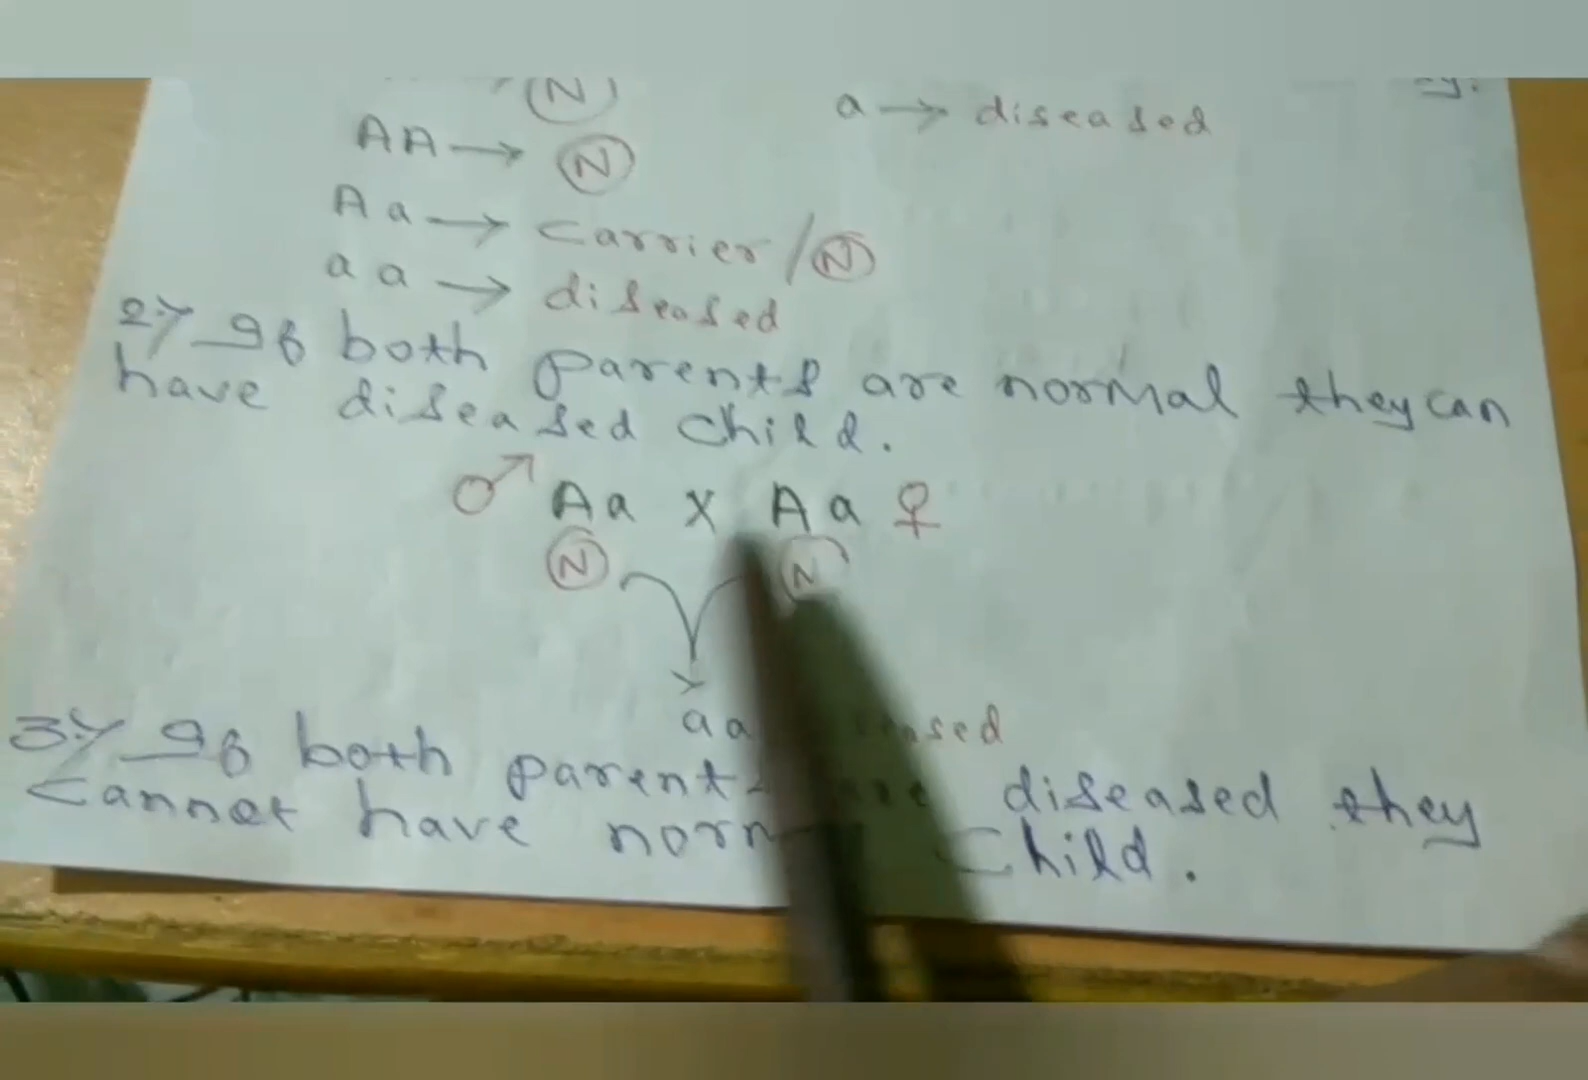 N
a → diseased
AA → N
Aa → carrier/N
aa → diseased
2) If both parents are normal they can
have diseased child.
♂ Aa x Aa ♀
N N
aa
3) If both parents are diseased they
cannot have child.